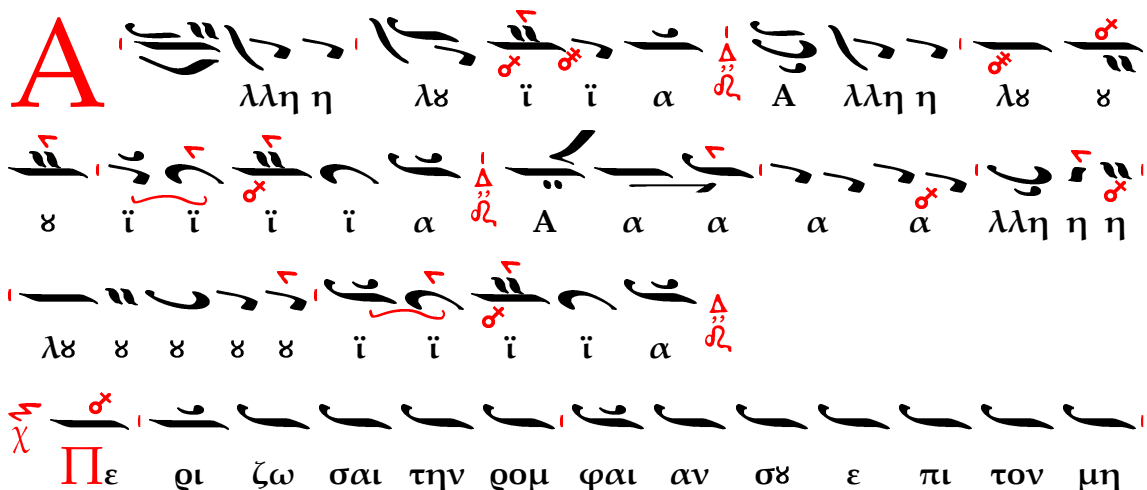 Α λλη η λȣ ϊ ϊ α Α λλη η λȣ ȣ
ȣ ϊ ϊ ϊ ϊ α Α α α α α λλη η η
λȣ ȣ ȣ ȣ ȣ ϊ ϊ ϊ ϊ α
Πε ρι ζω σαι την ρομ φαι αν σȣ ε πι τον μη